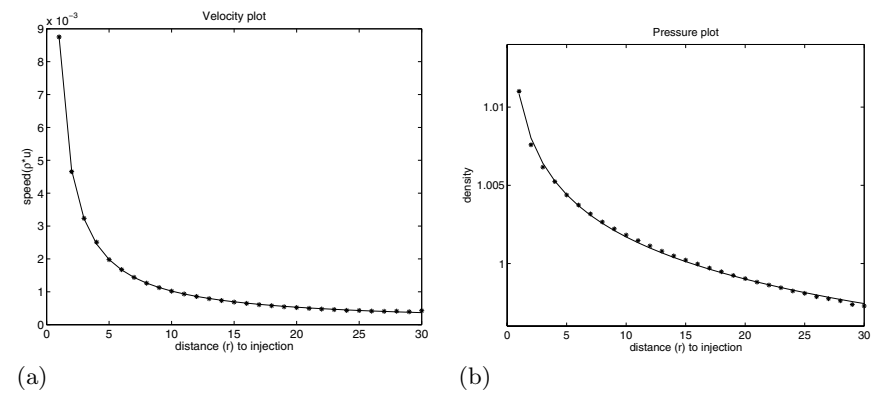 Velocity plot
9 x 10⁻³
8
7
6
5
4
3
2
1
0
speed(ρ*u)
0 5 10 15 20 25 30
distance (r) to injection
(a)
Pressure plot
1.01
1.005
1
density
0 5 10 15 20 25 30
distance (r) to injection
(b)